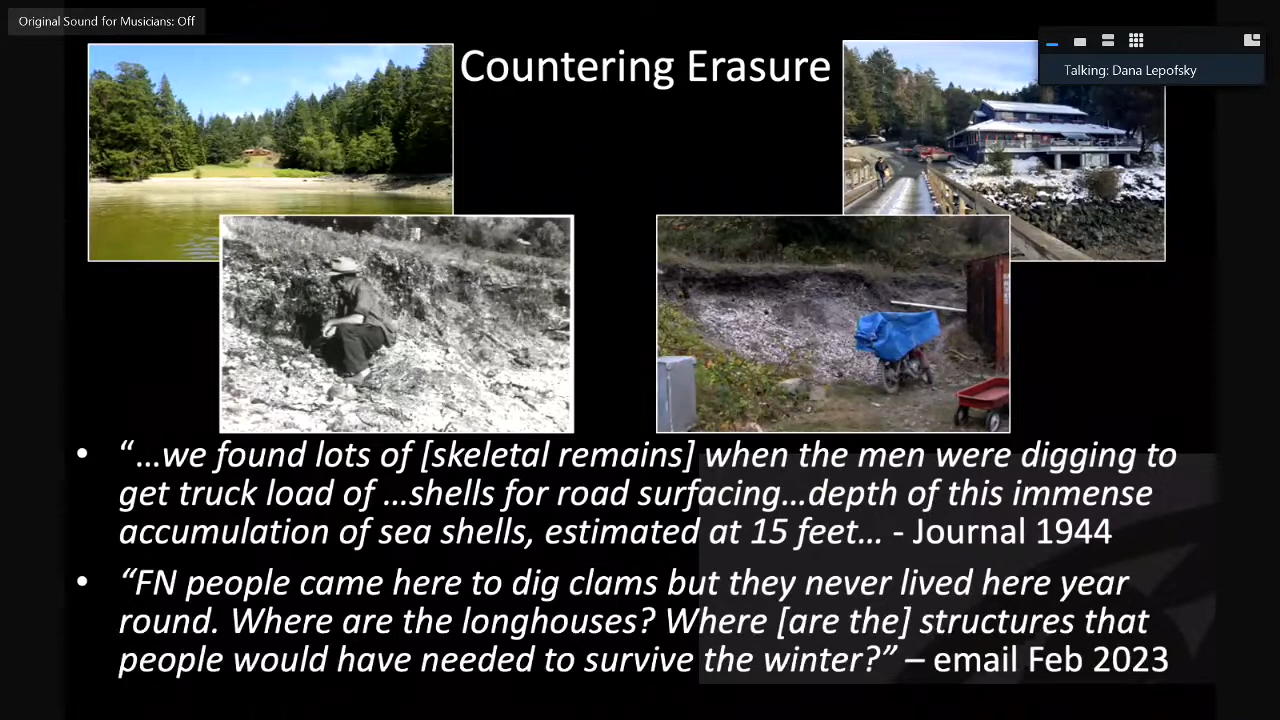 Original Sound for Musicians: Off
Countering Erasure
Talking: Dana Lepofsky
• “…we found lots of [skeletal remains] when the men were digging to
get truck load of …shells for road surfacing…depth of this immense
accumulation of sea shells, estimated at 15 feet… - Journal 1944
• “FN people came here to dig clams but they never lived here year
round. Where are the longhouses? Where [are the] structures that
people would have needed to survive the winter?” – email Feb 2023